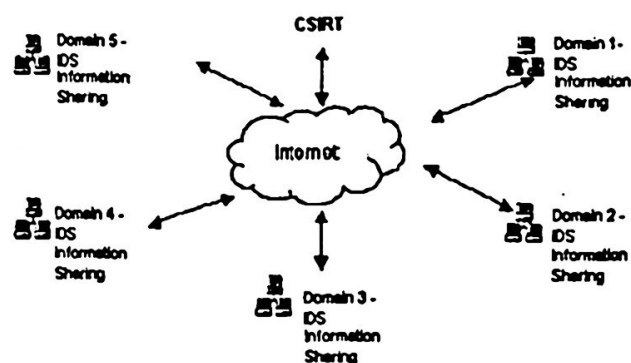 CSIRT
Domain 5 -
IDS
Information
Sharing
Domain 1-
IDS
Information
Sharing
Internet
Domain 4 -
IDS
Information
Sharing
Domain 2 -
IDS
Information
Sharing
Domain 3 -
IDS
Information
Sharing